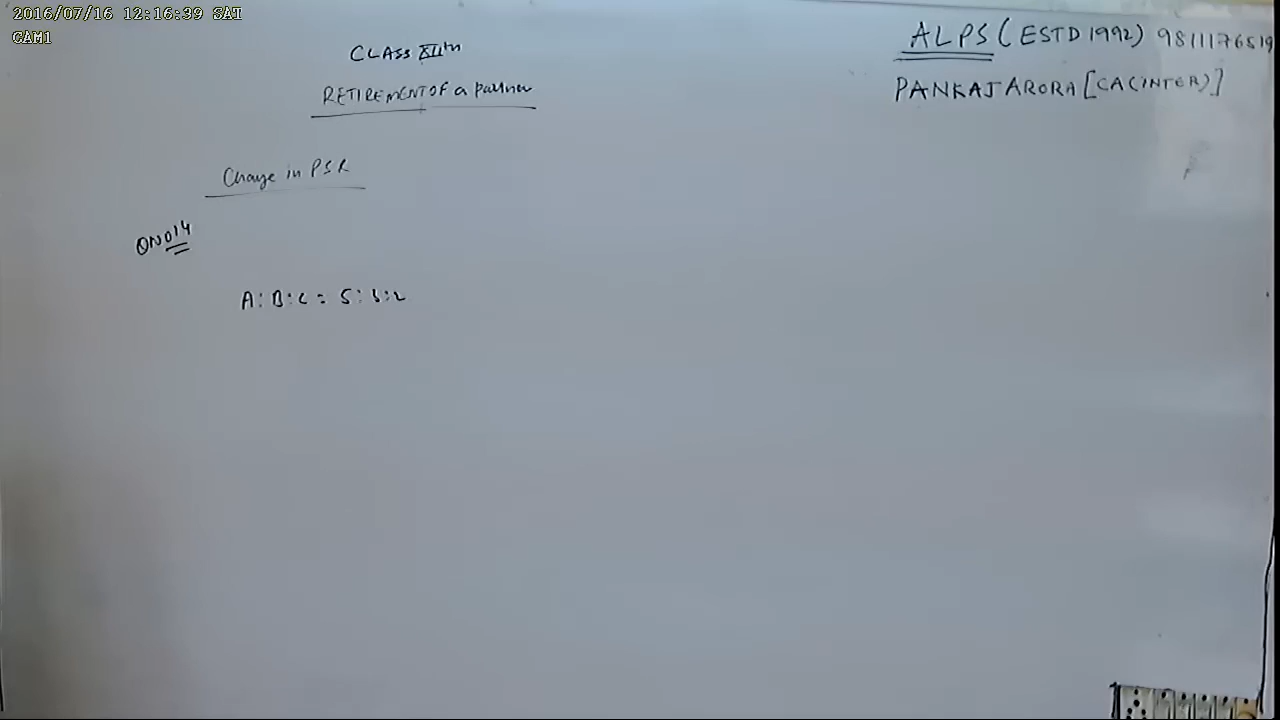 2016/07/16 12:16:39 SAT
CAM1
CLASS XIIth
RETIREMENT OF a partner
ALPS (ESTD 1992) 9811176519
PANKAJ ARORA [CA (INTER)]
Change in PSR
QNO 14
A:B:C = 5:3:2